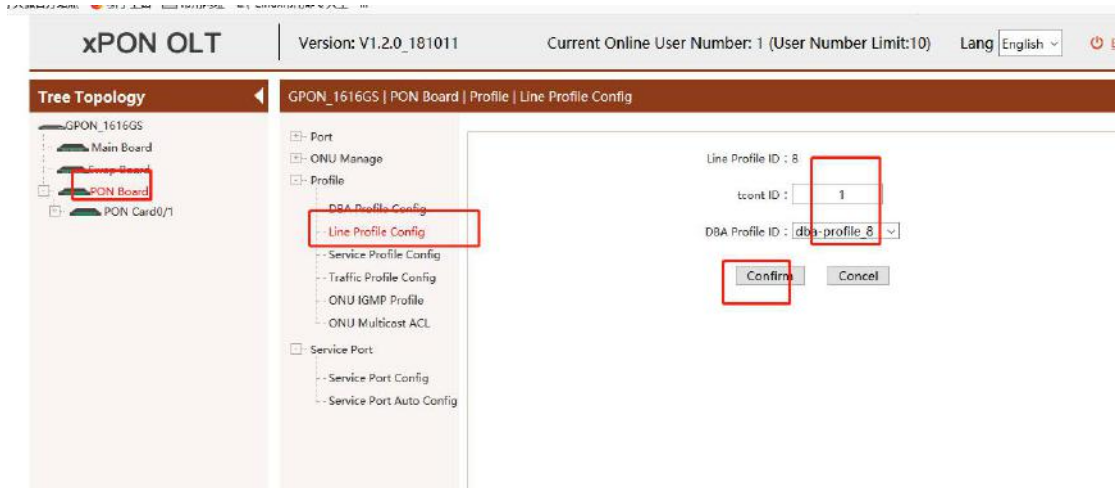 xPON OLT
Version: V1.2.0_181011
Current Online User Number: 1 (User Number Limit:10)
Lang English
Tree Topology
GPON_1616GS | PON Board | Profile | Line Profile Config
GPON_1616GS
Main Board
Swap Board
PON Board
PON Card0/1
Port
ONU Manage
Profile
DBA Profile Config
Line Profile Config
Service Profile Config
Traffic Profile Config
ONU IGMP Profile
ONU Multicast ACL
Service Port
Service Port Config
Service Port Auto Config
Line Profile ID : 8
tcont ID : 1
DBA Profile ID : dba-profile_8
Confirm Cancel